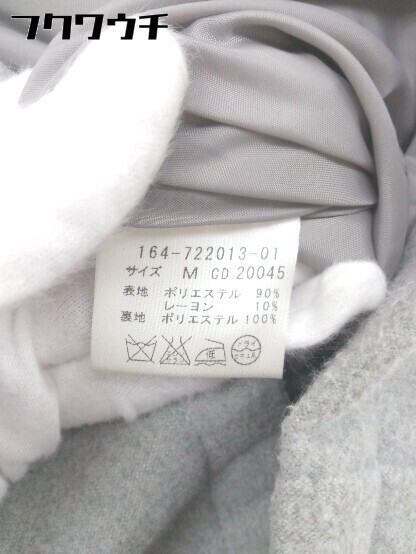 フクワウチ
164-722013-01
サイズ M CD.20045
表地 ポリエステル 90%
レーヨン 10%
裏地 ポリエステル 100%
低